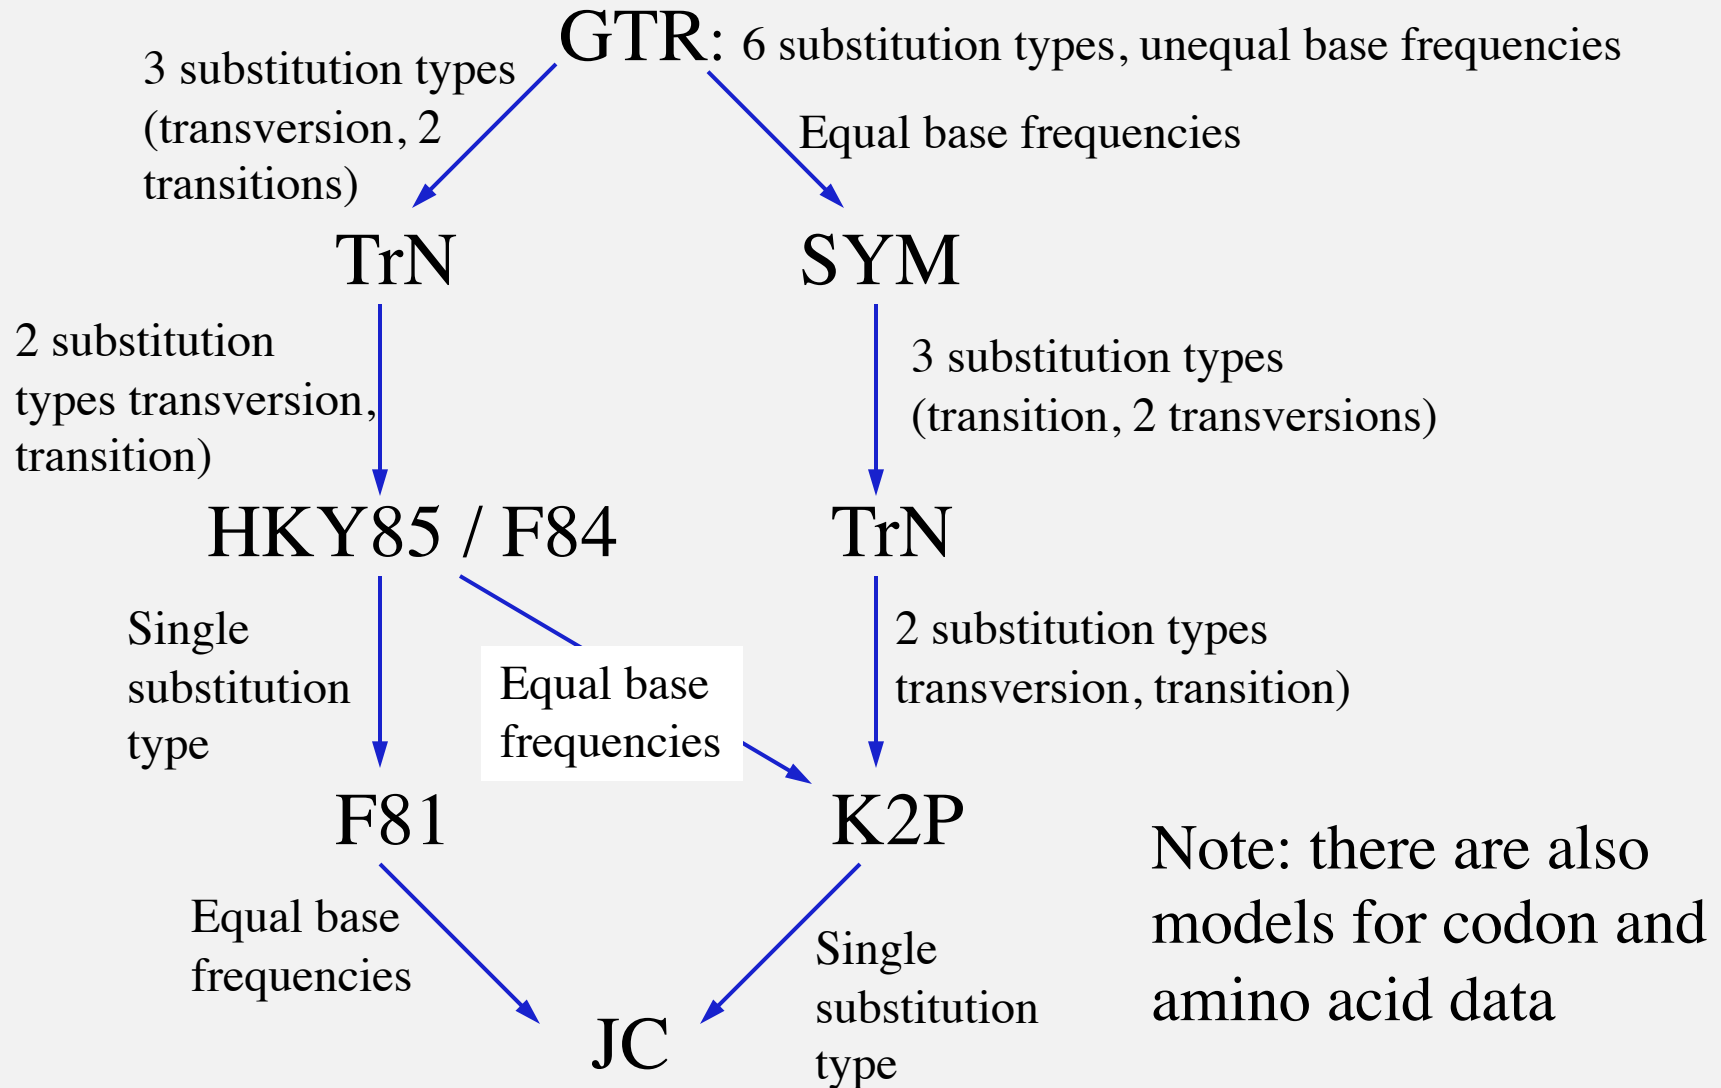 GTR: 6 substitution types, unequal base frequencies
3 substitution types
(transversion, 2
transitions)
Equal base frequencies
TrN
SYM
2 substitution
types transversion,
transition)
3 substitution types
(transition, 2 transversions)
HKY85 / F84
TrN
Single
substitution
type
Equal base
frequencies
2 substitution types
transversion, transition)
F81
K2P
Note: there are also
models for codon and
amino acid data
Equal base
frequencies
Single
substitution
type
JC